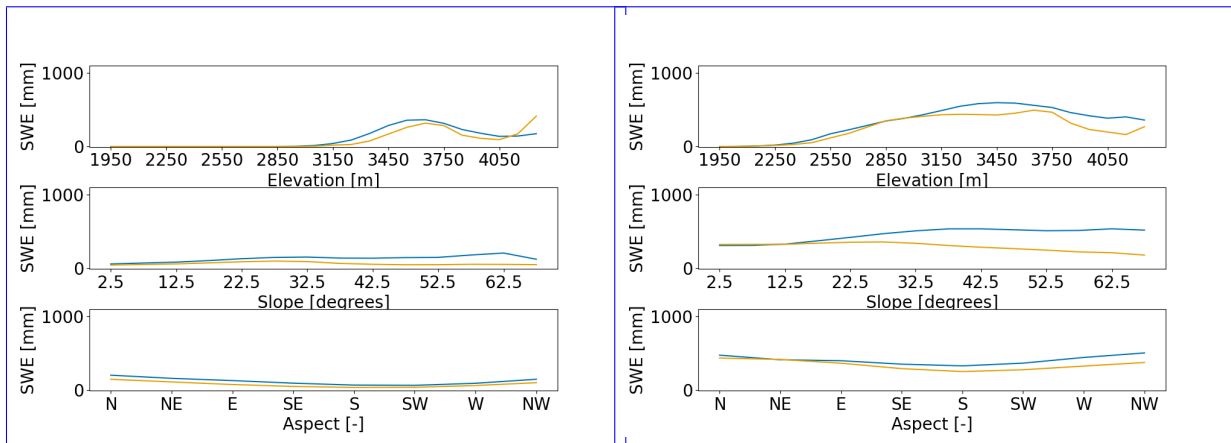 SWE [mm]
1000
0
1950 2250 2550 2850 3150 3450 3750 4050
Elevation [m]
SWE [mm]
1000
0
2.5 12.5 22.5 32.5 42.5 52.5 62.5
Slope [degrees]
SWE [mm]
1000
0
N NE E SE S SW W NW
Aspect [-]
SWE [mm]
1000
0
1950 2250 2550 2850 3150 3450 3750 4050
Elevation [m]
SWE [mm]
1000
0
2.5 12.5 22.5 32.5 42.5 52.5 62.5
Slope [degrees]
SWE [mm]
1000
0
N NE E SE S SW W NW
Aspect [-]